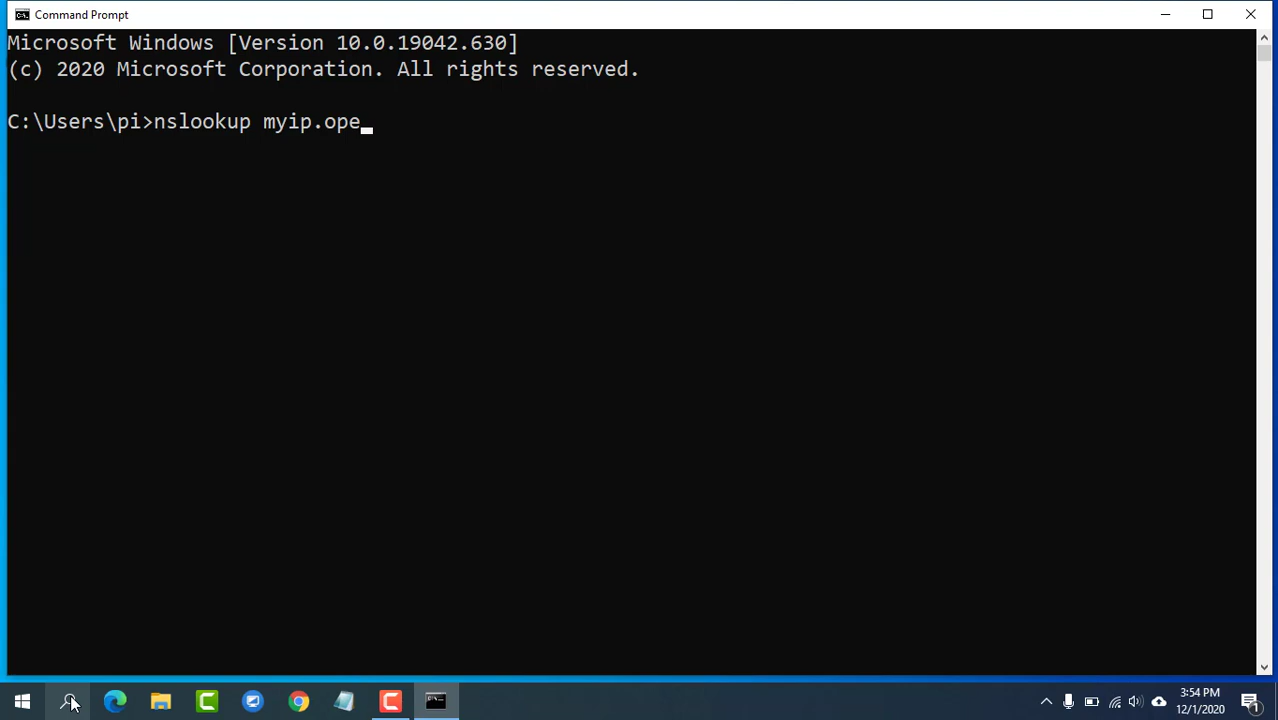 Command Prompt
Microsoft Windows [Version 10.0.19042.630]
(c) 2020 Microsoft Corporation. All rights reserved.
C:\Users\pi>nslookup myip.ope
3:54 PM
12/1/2020
1